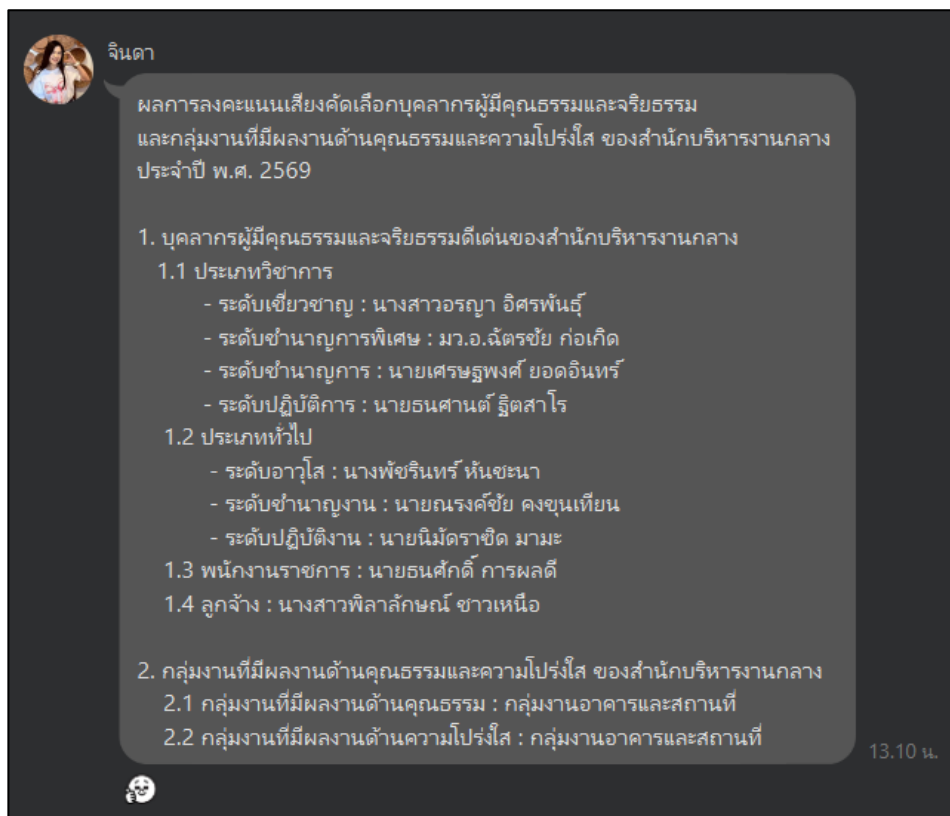 จินดา
ผลการลงคะแนนเสียงคัดเลือกบุคลากรผู้มีคุณธรรมและจริยธรรม
และกลุ่มงานที่มีผลงานด้านคุณธรรมและความโปร่งใส ของสำนักบริหารงานกลาง
ประจำปี พ.ศ. 2569
1. บุคลากรผู้มีคุณธรรมและจริยธรรมดีเด่นของสำนักบริหารงานกลาง
1.1 ประเภทวิชาการ
- ระดับเชี่ยวชาญ : นางสาวอรญา อิศรพันธุ์
- ระดับชำนาญการพิเศษ : มว.อ.ฉัตรชัย ก่อเกิด
- ระดับชำนาญการ : นายเศรษฐพงศ์ ยอดอินทร์
- ระดับปฏิบัติการ : นายธนศานต์ ฐิตสาโร
1.2 ประเภททั่วไป
- ระดับอาวุโส : นางพัชรินทร์ หันชะนา
- ระดับชำนาญงาน : นายณรงค์ชัย คงขุนเทียน
- ระดับปฏิบัติงาน : นายนิมัดราซิด มามะ
1.3 พนักงานราชการ : นายธนศักดิ์ การผลดี
1.4 ลูกจ้าง : นางสาวพิลาลักษณ์ ชาวเหนือ
2. กลุ่มงานที่มีผลงานด้านคุณธรรมและความโปร่งใส ของสำนักบริหารงานกลาง
2.1 กลุ่มงานที่มีผลงานด้านคุณธรรม : กลุ่มงานอาคารและสถานที่
2.2 กลุ่มงานที่มีผลงานด้านความโปร่งใส : กลุ่มงานอาคารและสถานที่
13.10 น.